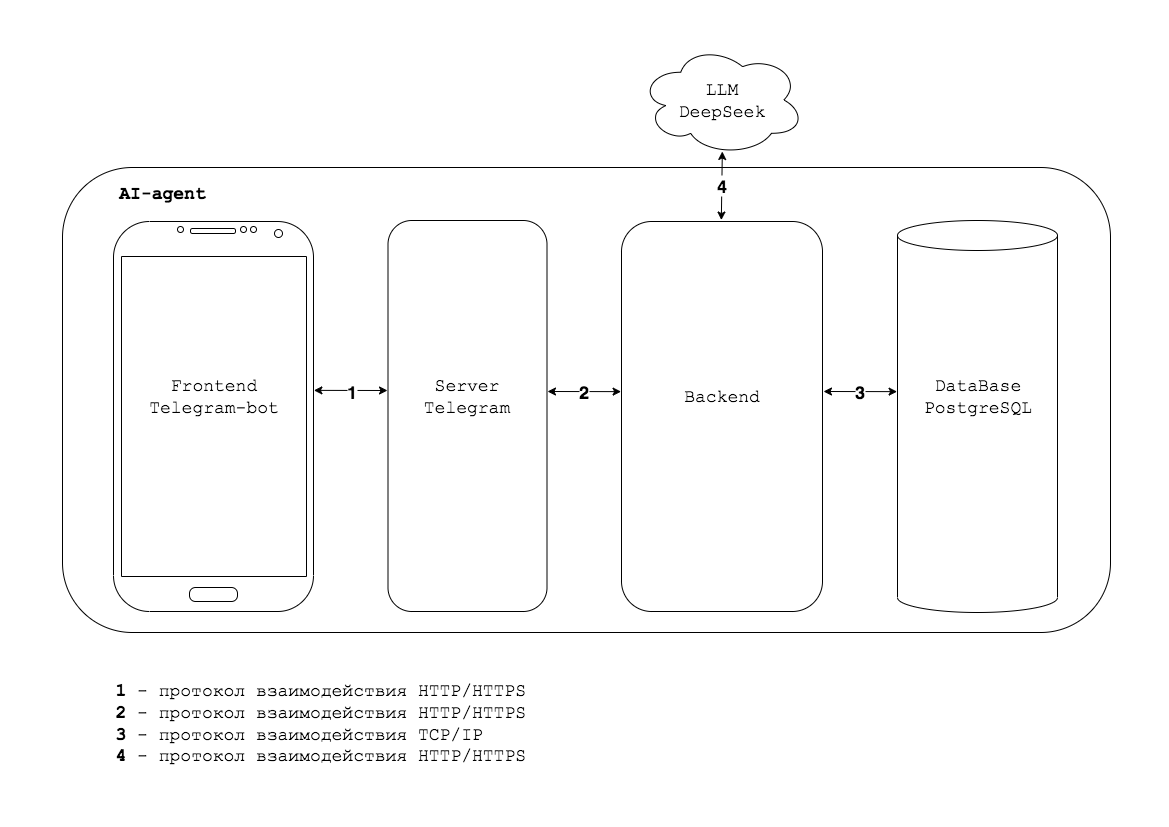 LLM
DeepSeek
4
AI-agent
Frontend
Telegram-bot
1
Server
Telegram
2
Backend
3
DataBase
PostgreSQL
1 - протокол взаимодействия HTTP/HTTPS
2 - протокол взаимодействия HTTP/HTTPS
3 - протокол взаимодействия TCP/IP
4 - протокол взаимодействия HTTP/HTTPS